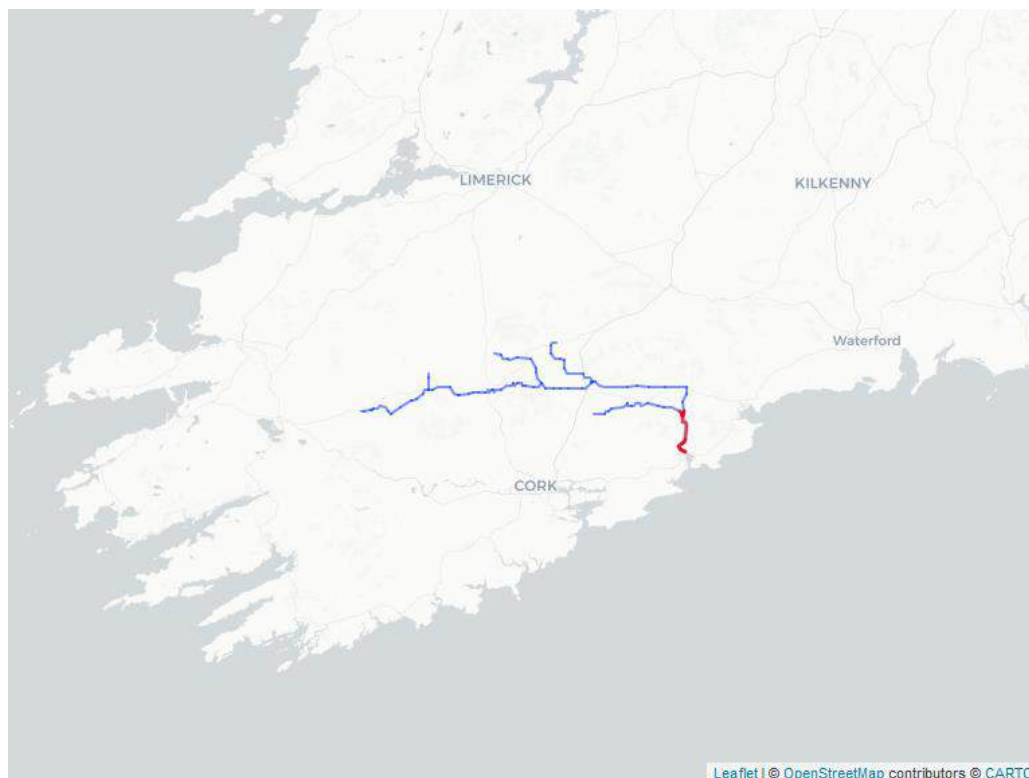 LIMERICK
KILKENNY
Waterford
CORK
Leaflet | © OpenStreetMap contributors © CARTO